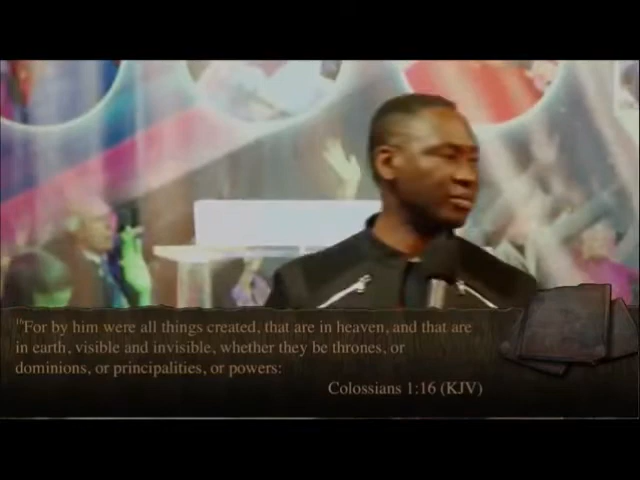 "For by him were all things created, that are in heaven, and that are
in earth, visible and invisible, whether they be thrones, or
dominions, or principalities, or powers:
Colossians 1:16 (KJV)